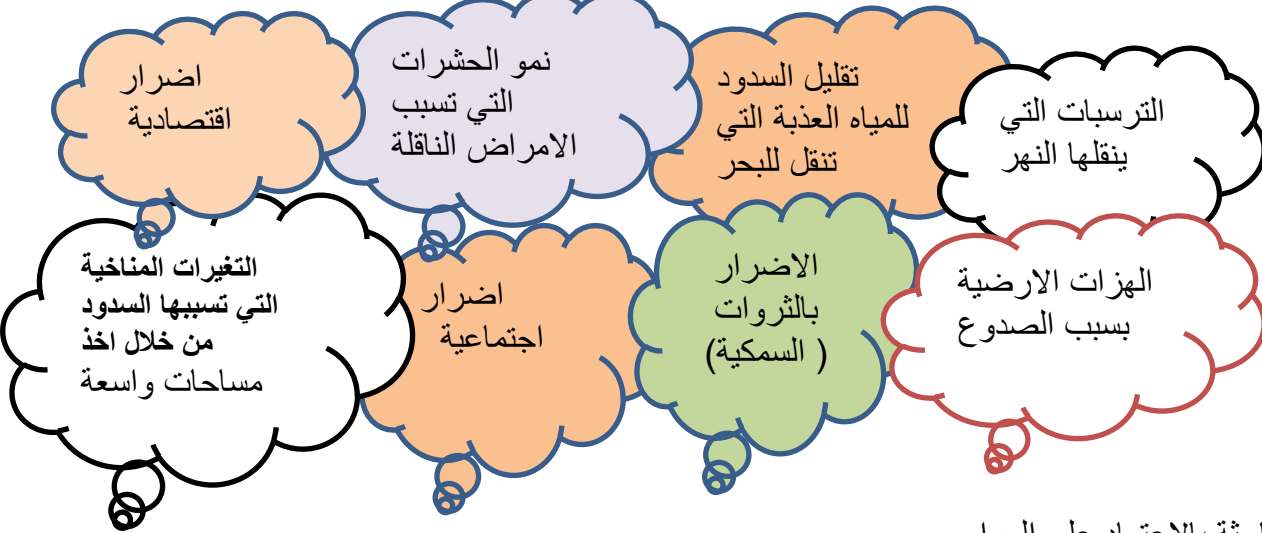 الترسبات التي
ينقلها النهر
تقليل السدود
للمياه العذبة التي
تنقل للبحر
نمو الحشرات
التي تسبب
الامراض الناقلة
اضرار
اقتصادية
الهزات الارضية
بسبب الصدوع
الاضرار
بالثروات
( السمكية)
اضرار
اجتماعية
التغيرات المناخية
التي تسببها السدود
من خلال اخذ
مساحات واسعة